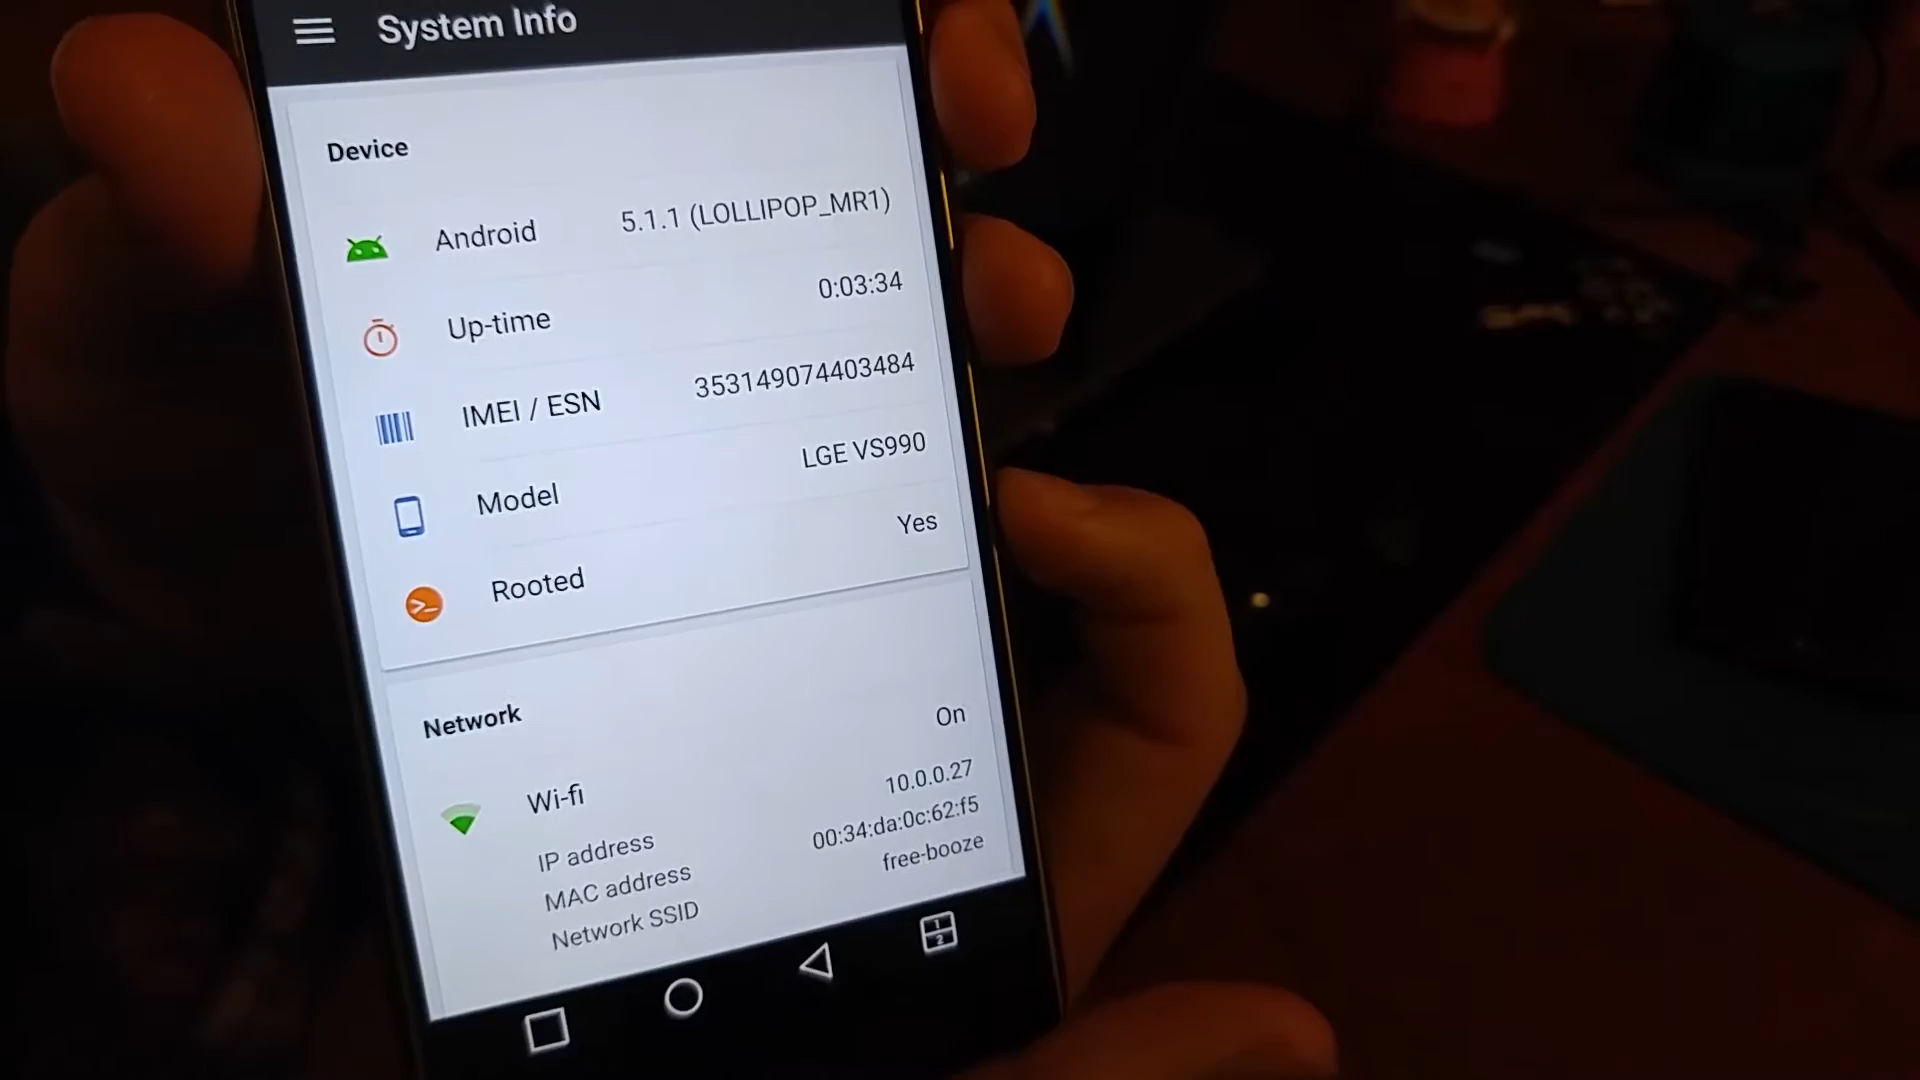 System Info
Device
Android 5.1.1 (LOLLIPOP_MR1)
Up-time 0:03:34
IMEI / ESN 353149074403484
Model LGE VS990
Rooted Yes
Network
Wi-fi On
IP address 10.0.0.27
MAC address 00:34:da:0c:62:f5
Network SSID free-booze
1
2